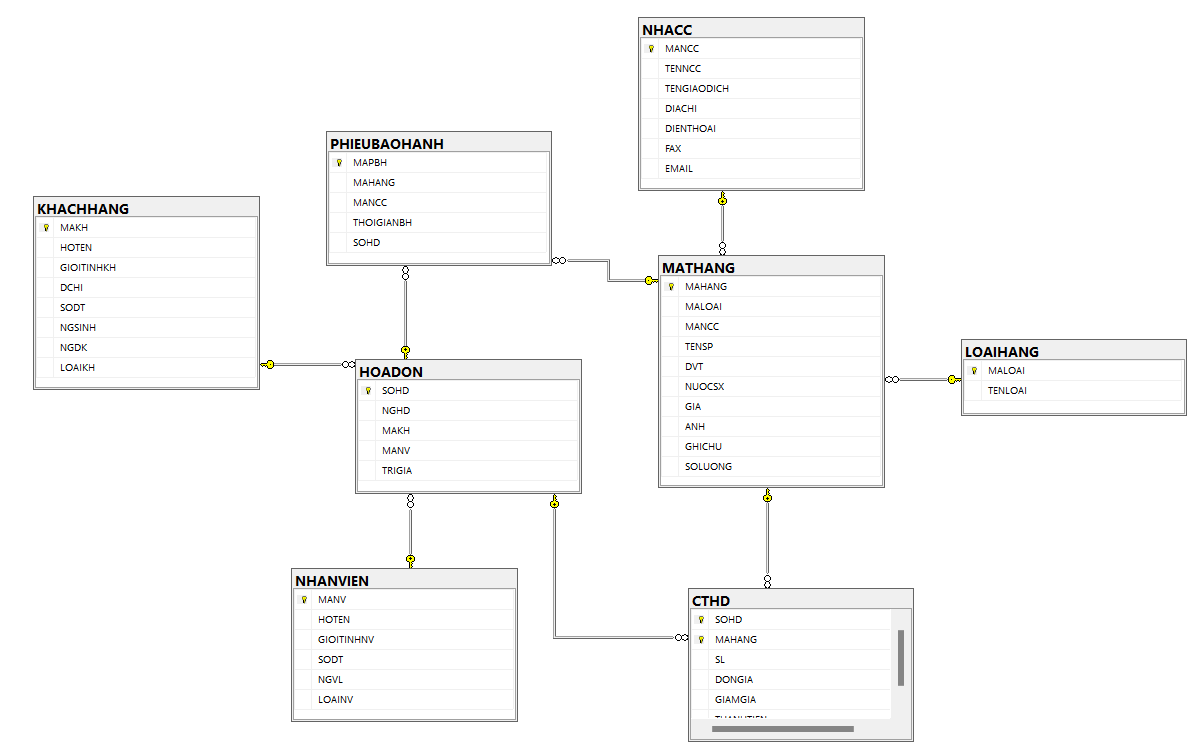 NHACC
MANCC
TENNCC
TENGIAODICH
DIACHI
DIENTHOAI
FAX
EMAIL
PHIEUBAOHANH
MAPBH
MAHANG
MANCC
THOIGIANBH
SOHD
KHACHHANG
MAKH
HOTEN
GIOITINHKH
DCHI
SODT
NGSINH
NGDK
LOAIKH
MATHANG
MAHANG
MALOAI
MANCC
TENSP
DVT
NUOCSX
GIA
ANH
GHICHU
SOLUONG
LOAIHANG
MALOAI
TENLOAI
HOADON
SOHD
NGHD
MAKH
MANV
TRIGIA
NHANVIEN
MANV
HOTEN
GIOITINHNV
SODT
NGVL
LOAINV
CTHD
SOHD
MAHANG
SL
DONGIA
GIAMGIA